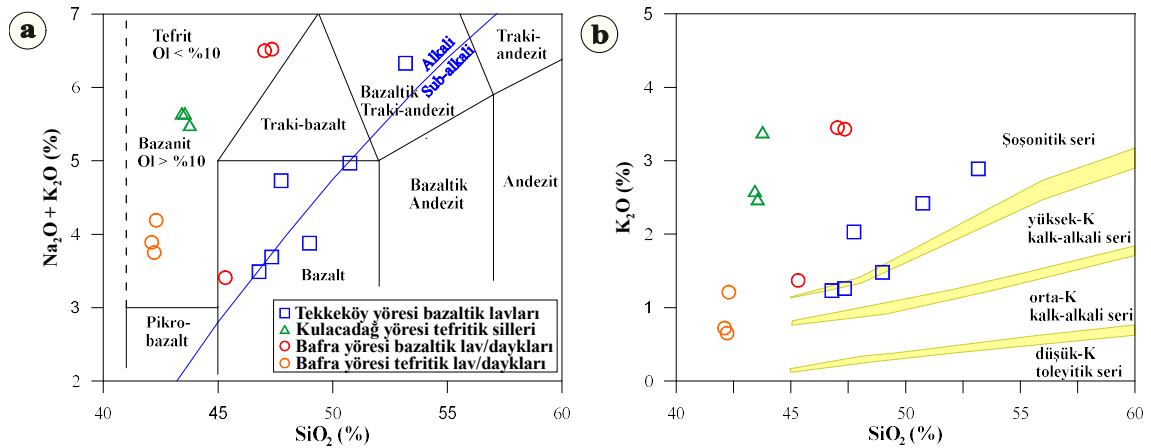 a
7
6
5
4
3
2
40
45
50
55
60
Na₂O + K₂O (%)
SiO₂ (%)
Tefrit
Ol < %10
Bazanit
Ol > %10
Pikro-
bazalt
Traki-bazalt
Bazaltik
Traki-andezit
Traki-
andezit
Alkali
Sub-alkali
Bazalt
Bazaltik
Andezit
Andezit
Tekkeköy yöresi bazaltik lavları
Kulacadağ yöresi tefritik silleri
Bafra yöresi bazaltik lav/daykları
Bafra yöresi tefritik lav/daykları
b
5
4
3
2
1
0
40
45
50
55
60
K₂O (%)
SiO₂ (%)
Şoşonitik seri
yüksek-K
kalk-alkali seri
orta-K
kalk-alkali seri
düşük-K
toleyitik seri